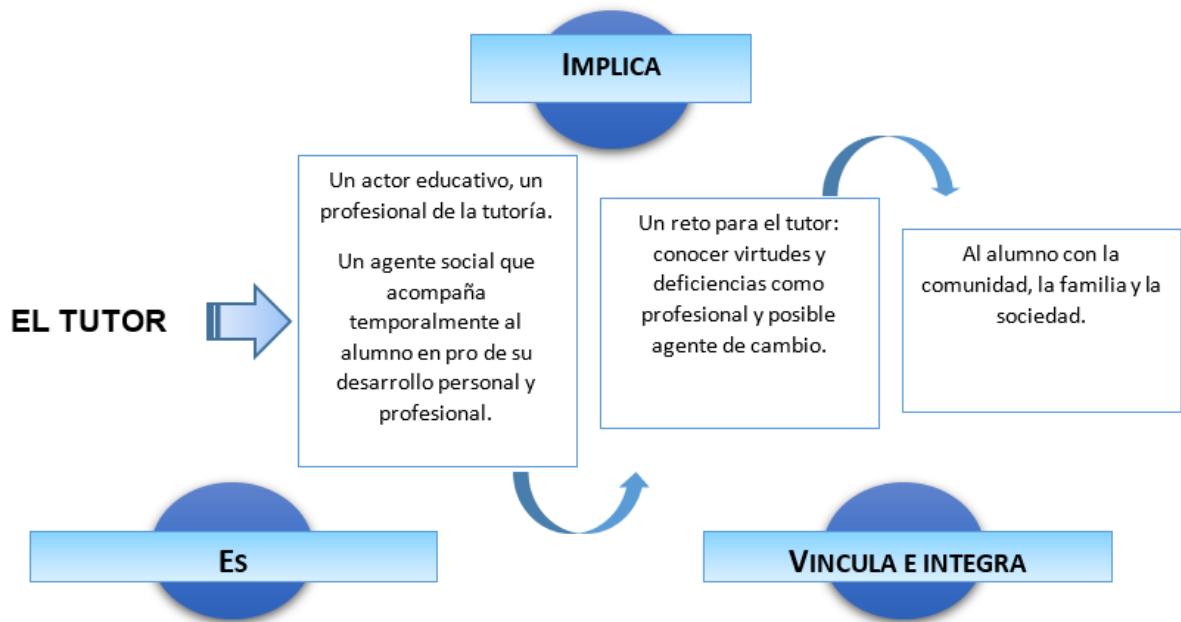 IMPLICA
EL TUTOR
Un actor educativo, un
profesional de la tutoría.
Un agente social que
acompaña
temporalmente al
alumno en pro de su
desarrollo personal y
profesional.
Un reto para el tutor:
conocer virtudes y
deficiencias como
profesional y posible
agente de cambio.
Al alumno con la
comunidad, la familia y la
sociedad.
ES
VINCULA E INTEGRA